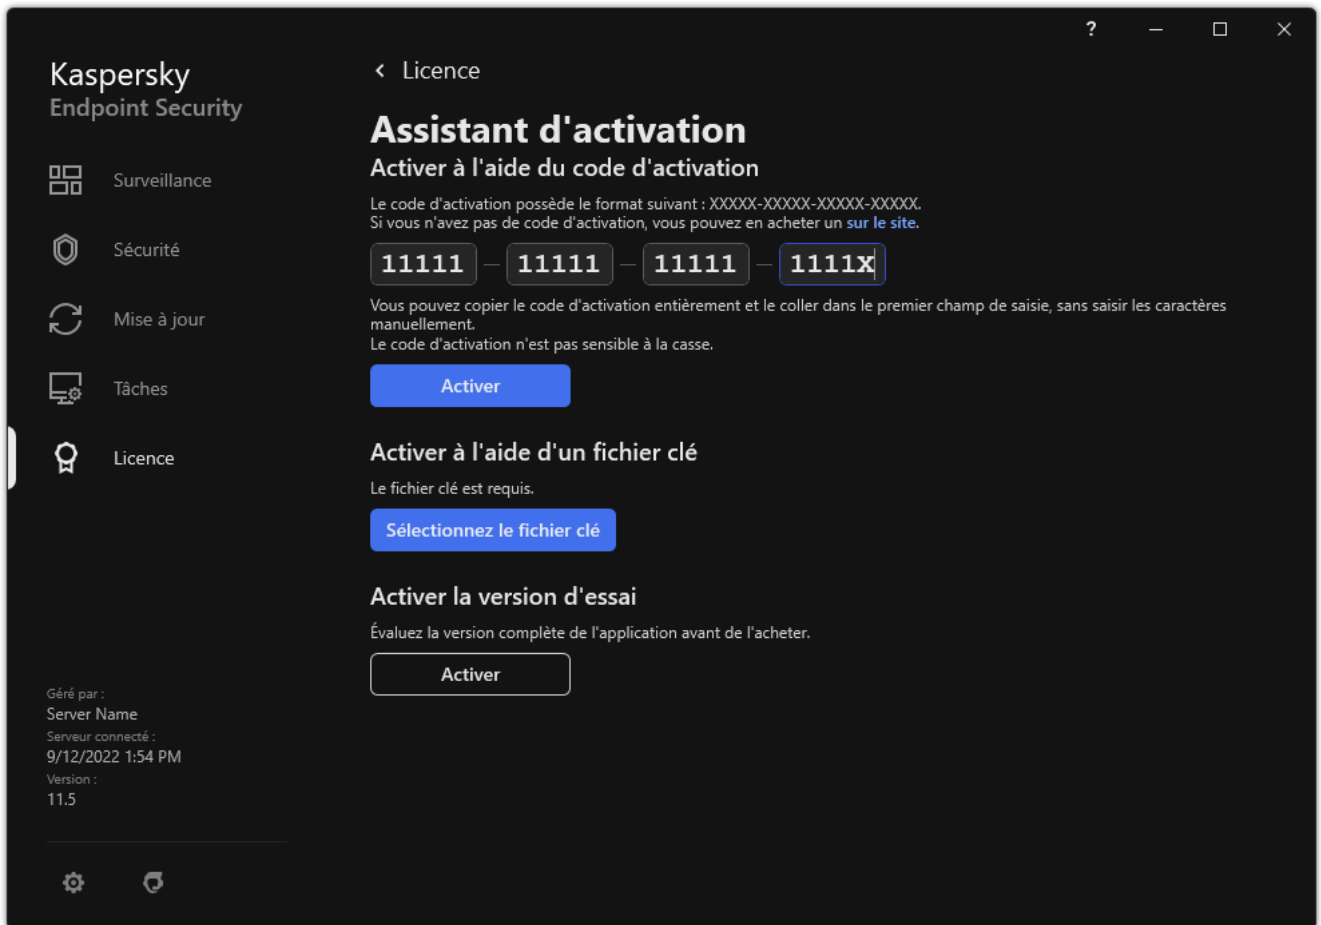 ?
Kaspersky
Endpoint Security
Surveillance
Sécurité
Mise à jour
Tâches
Licence
Géré par :
Server Name
Serveur connecté :
9/12/2022 1:54 PM
Version :
11.5
Licence
Assistant d'activation
Activer à l'aide du code d'activation
Le code d'activation possède le format suivant : XXXXX-XXXXX-XXXXX-XXXXX.
Si vous n'avez pas de code d'activation, vous pouvez en acheter un sur le site.
11111 — 11111 — 11111 — 1111X
Vous pouvez copier le code d'activation entièrement et le coller dans le premier champ de saisie, sans saisir les caractères
manuellement.
Le code d'activation n'est pas sensible à la casse.
Activer
Activer à l'aide d'un fichier clé
Le fichier clé est requis.
Sélectionnez le fichier clé
Activer la version d'essai
Évaluez la version complète de l'application avant de l'acheter.
Activer